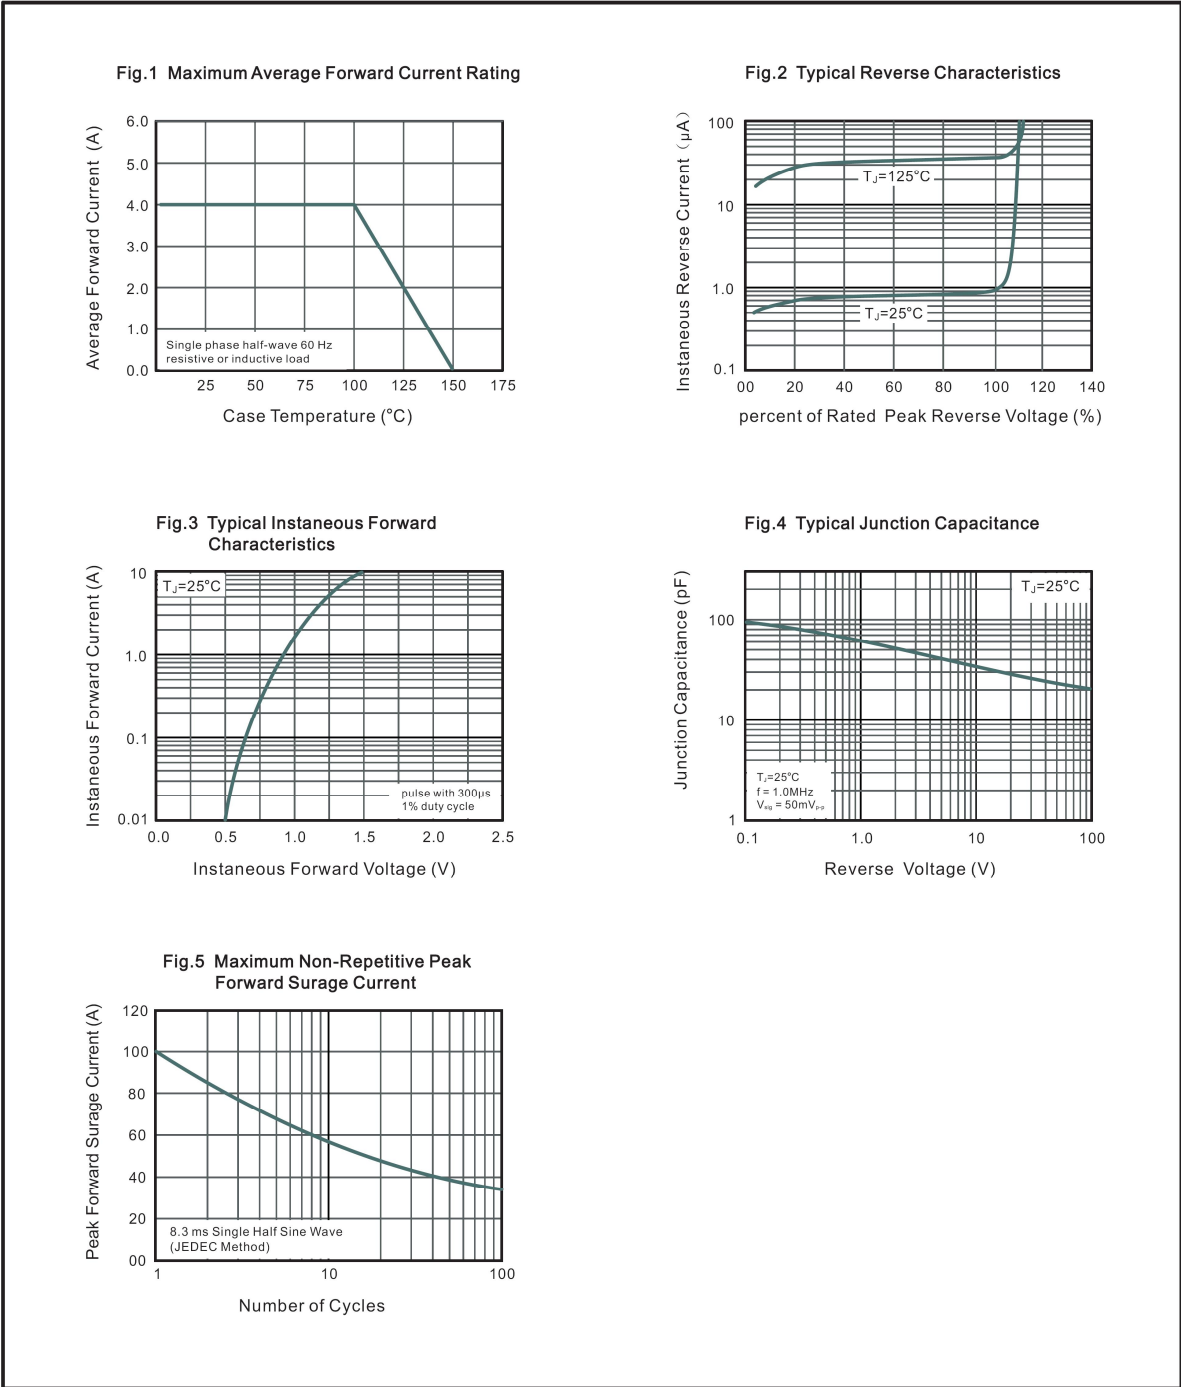 Fig.1 Maximum Average Forward Current Rating
Average Forward Current (A)
6.0
5.0
4.0
3.0
2.0
1.0
0.0
Single phase half-wave 60 Hz
resistive or inductive load
25 50 75 100 125 150 175
Case Temperature (°C)
Fig.2 Typical Reverse Characteristics
Instaneous Reverse Current (μA)
100
10
1.0
0.1
TJ=125°C
TJ=25°C
00 20 40 60 80 100 120 140
percent of Rated Peak Reverse Voltage (%)
Fig.3 Typical Instaneous Forward
Characteristics
Instaneous Forward Current (A)
10
1.0
0.1
0.01
TJ=25°C
pulse with 300μs
1% duty cycle
0.0 0.5 1.0 1.5 2.0 2.5
Instaneous Forward Voltage (V)
Fig.4 Typical Junction Capacitance
Junction Capacitance (pF)
100
10
1
TJ=25°C
TJ=25°C
f = 1.0MHz
Vsig = 50mVp-p
0.1 1.0 10 100
Reverse Voltage (V)
Fig.5 Maximum Non-Repetitive Peak
Forward Surage Current
Peak Forward Surage Current (A)
120
100
80
60
40
20
00
8.3 ms Single Half Sine Wave
(JEDEC Method)
1 10 100
Number of Cycles